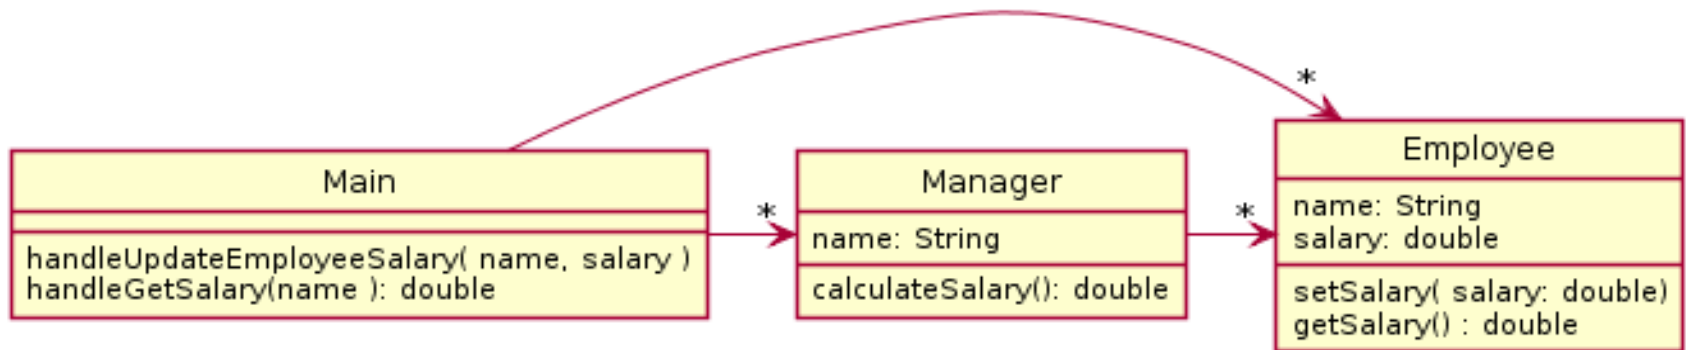 *
Main
handleUpdateEmployeeSalary( name, salary )
handleGetSalary(name ): double
*
Manager
name: String
calculateSalary(): double
*
Employee
name: String
salary: double
setSalary( salary: double)
getSalary() : double